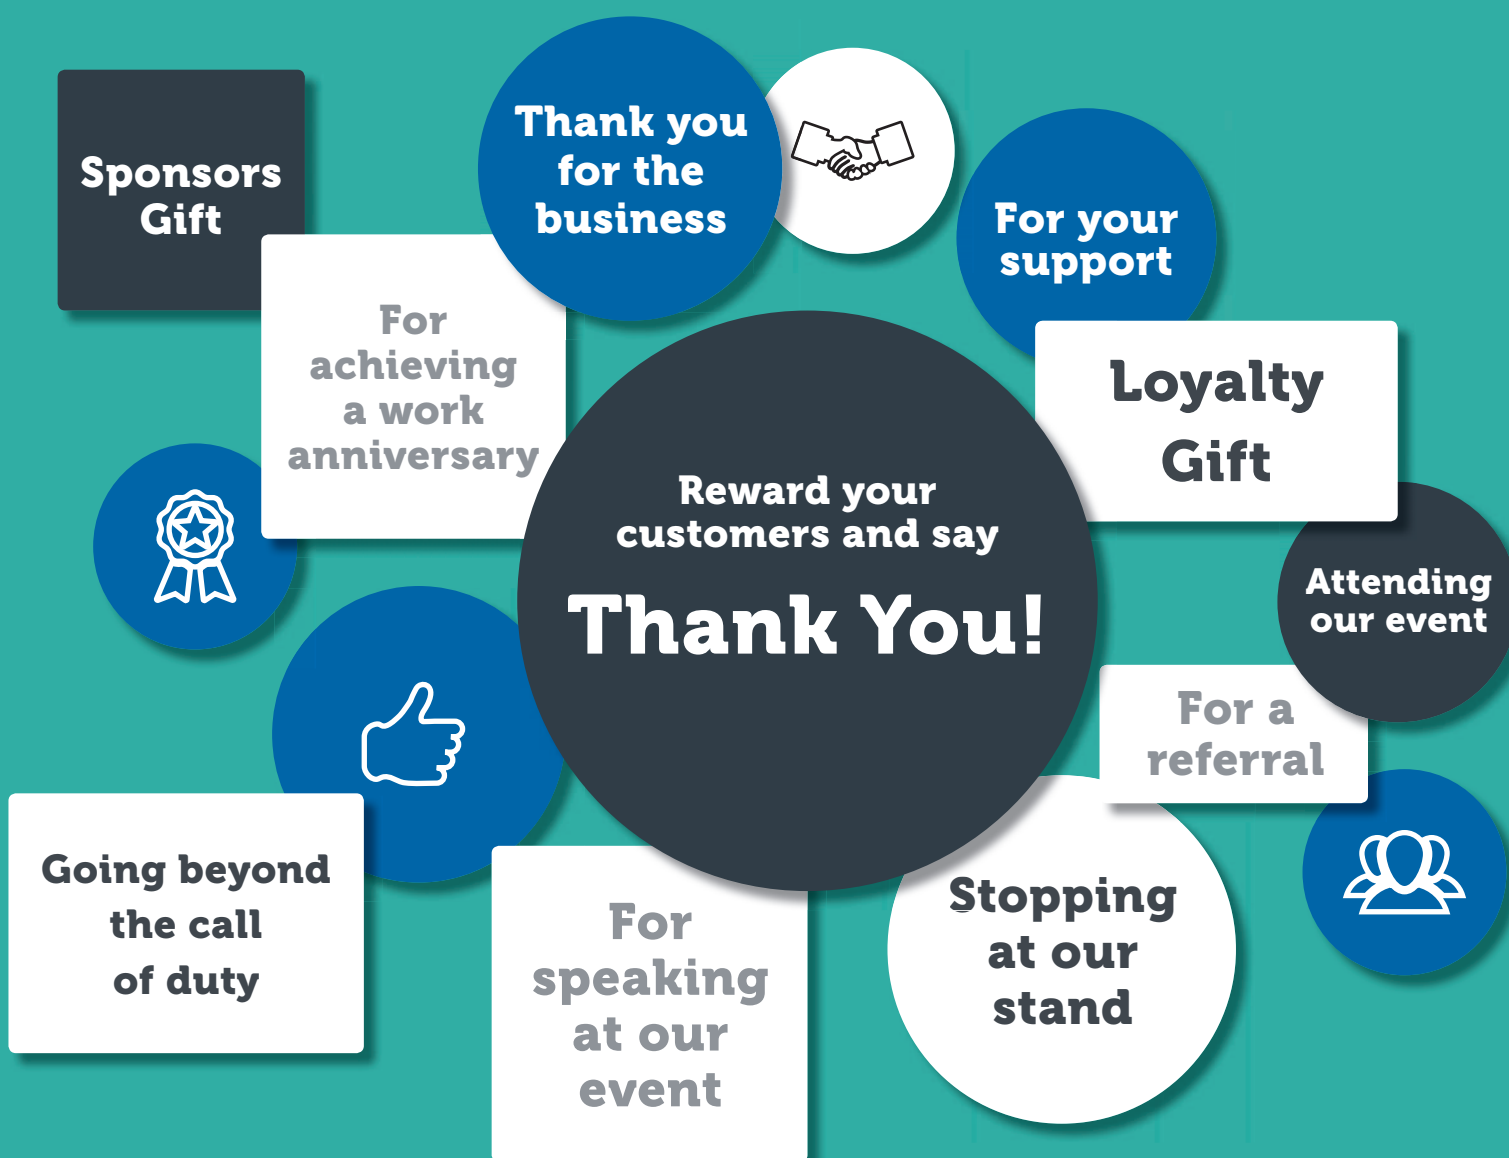 Sponsors
Gift
Thank you
for the
business
For your
support
For
achieving
a work
anniversary
Loyalty
Gift
Reward your
customers and say
Thank You!
Attending
our event
For a
referral
Going beyond
the call
of duty
For
speaking
at our
event
Stopping
at our
stand